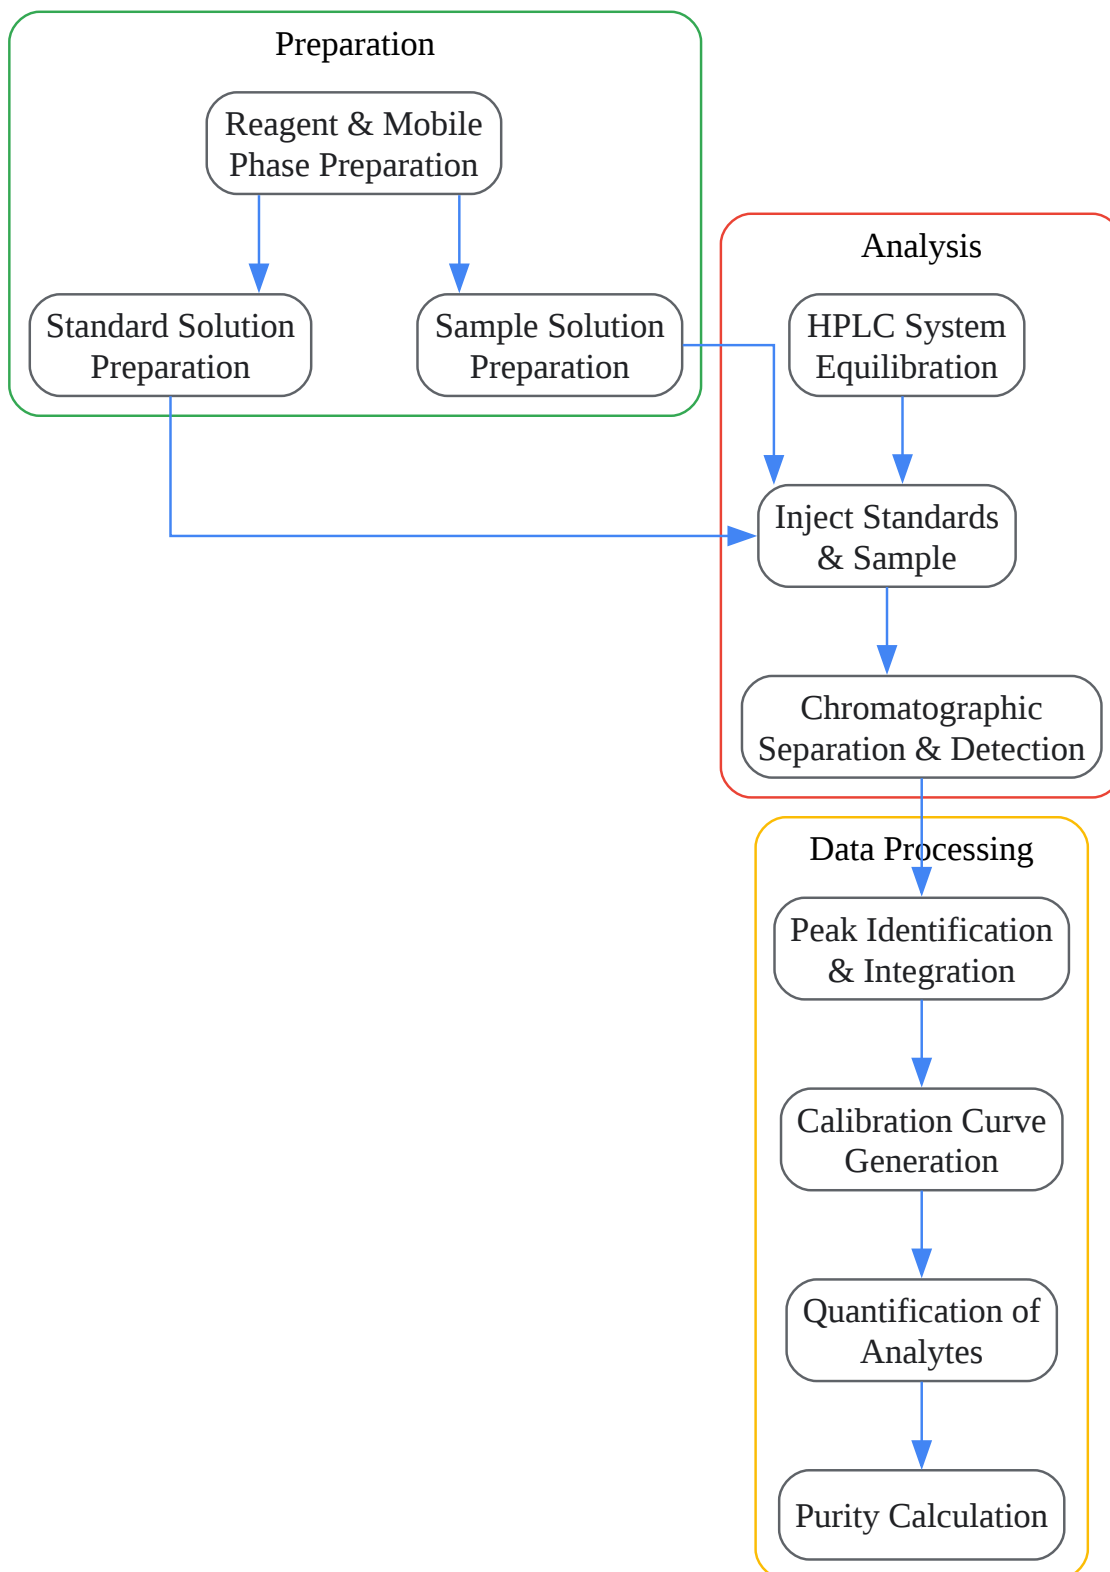 Preparation
Reagent & Mobile
Phase Preparation
Standard Solution
Preparation
Sample Solution
Preparation
Analysis
HPLC System
Equilibration
Inject Standards
& Sample
Chromatographic
Separation & Detection
Data Processing
Peak Identification
& Integration
Calibration Curve
Generation
Quantification of
Analytes
Purity Calculation